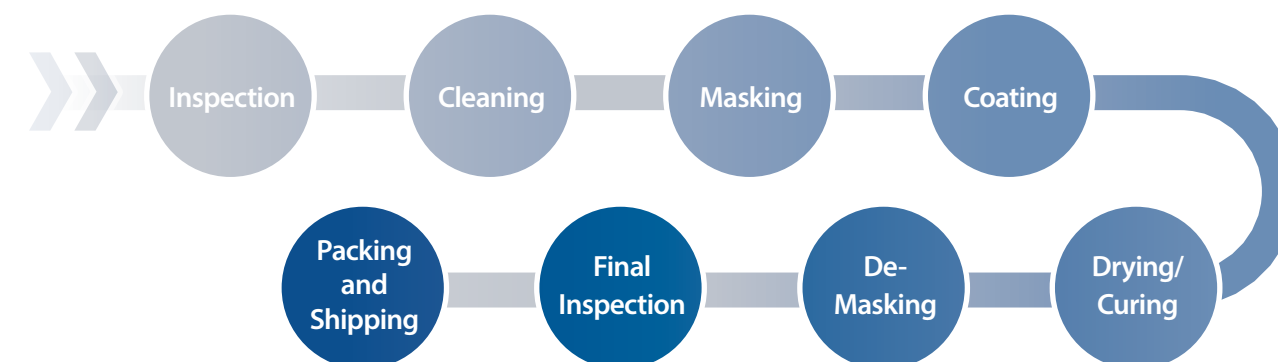 Inspection
Cleaning
Masking
Coating
Drying/
Curing
De-
Masking
Final
Inspection
Packing
and
Shipping